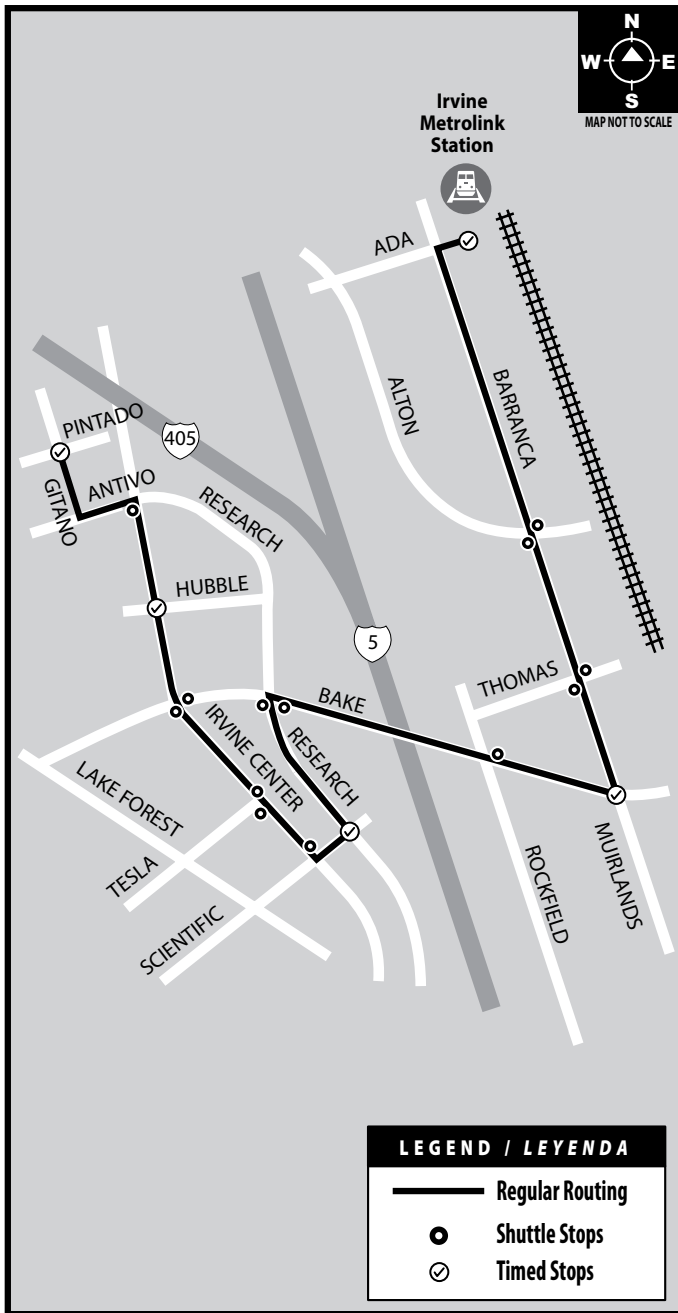 N
W E
S
MAP NOT TO SCALE
Irvine
Metrolink
Station
ADA
BARRANCA
ALTON
PINTADO
405
GITANO
ANTIVO
RESEARCH
HUBBLE
5
THOMAS
BAKE
IRVINE CENTER
RESEARCH
LAKE FOREST
TESLA
SCIENTIFIC
ROCKFIELD
MUIRLANDS
LEGEND / LEYENDA
Regular Routing
Shuttle Stops
Timed Stops